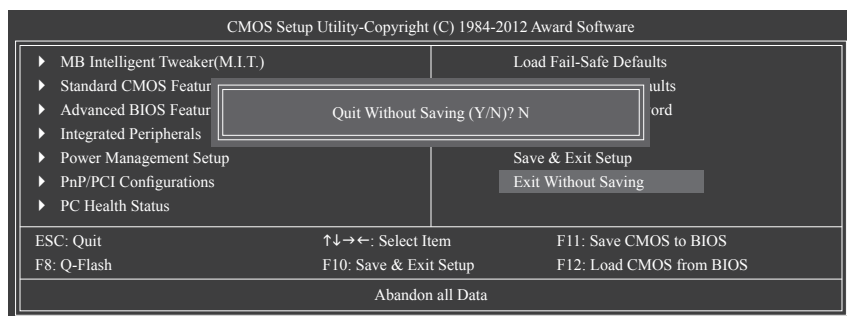 CMOS Setup Utility-Copyright (C) 1984-2012 Award Software
MB Intelligent Tweaker(M.I.T.)
Standard CMOS Featur
Advanced BIOS Featur
Integrated Peripherals
Power Management Setup
PnP/PCI Configurations
PC Health Status
Load Fail-Safe Defaults
aults
ord
Save & Exit Setup
Exit Without Saving
Quit Without Saving (Y/N)? N
ESC: Quit ↑↓→←: Select Item F11: Save CMOS to BIOS
F8: Q-Flash F10: Save & Exit Setup F12: Load CMOS from BIOS
Abandon all Data